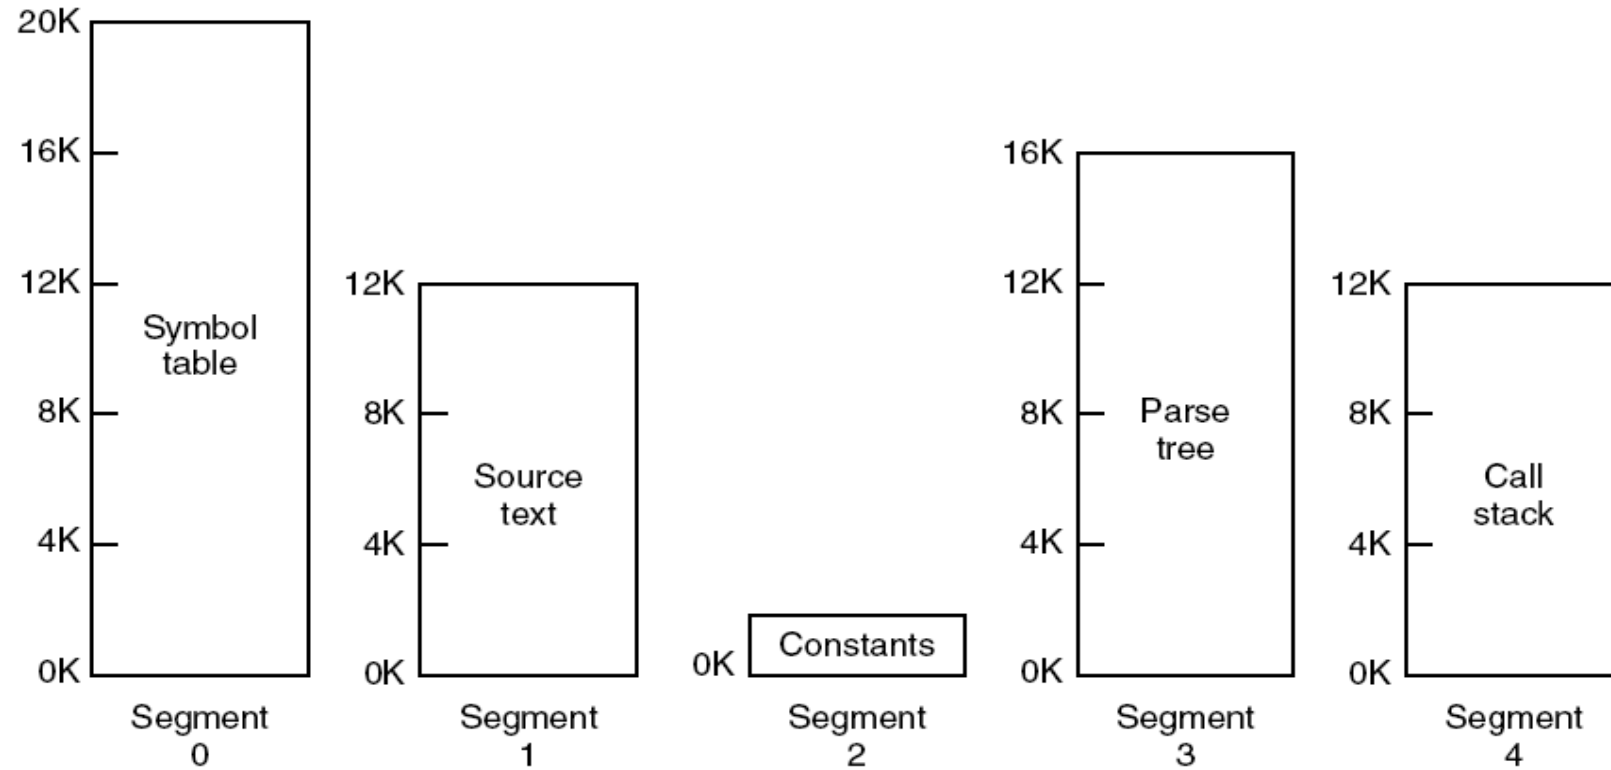 20K
16K
12K
8K
4K
0K
Symbol
table
Segment
0
12K
8K
4K
0K
Source
text
Segment
1
0K
Constants
Segment
2
16K
12K
8K
4K
0K
Parse
tree
Segment
3
12K
8K
4K
0K
Call
stack
Segment
4